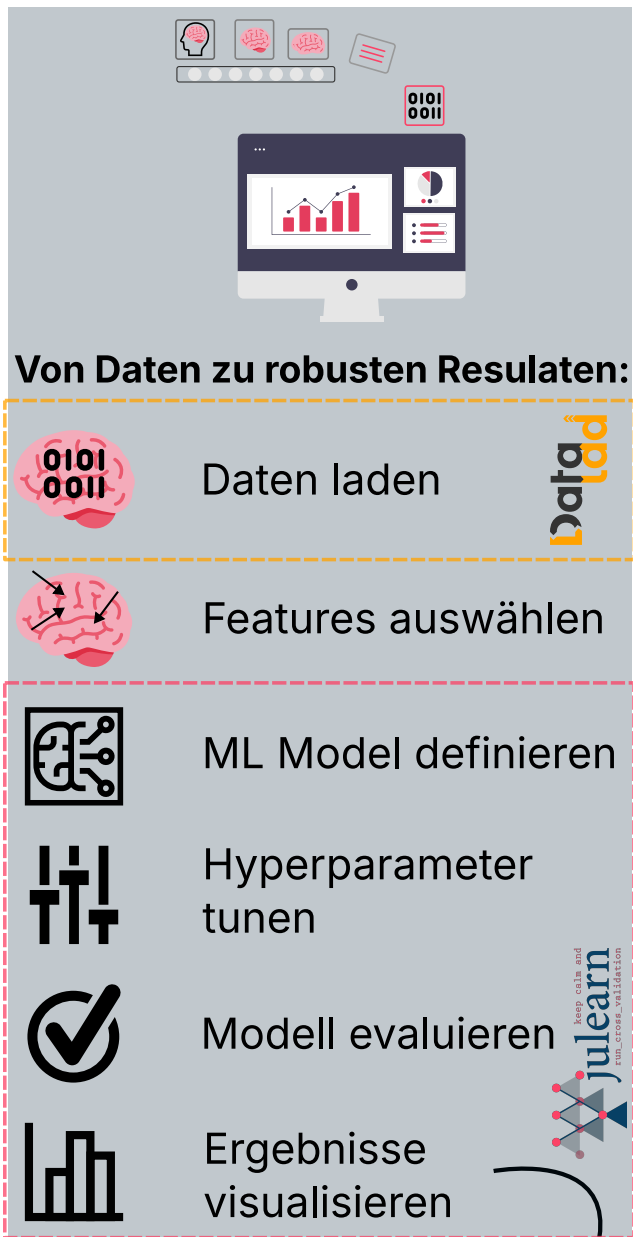 0101
0011
Von Daten zu robusten Resulaten:
0101
0011
Daten laden
Data
Lad
Features auswählen
ML Model definieren
Hyperparameter
tunen
Modell evaluieren
keep calm and
julearn
run_cross_validation
Ergebnisse
visualisieren